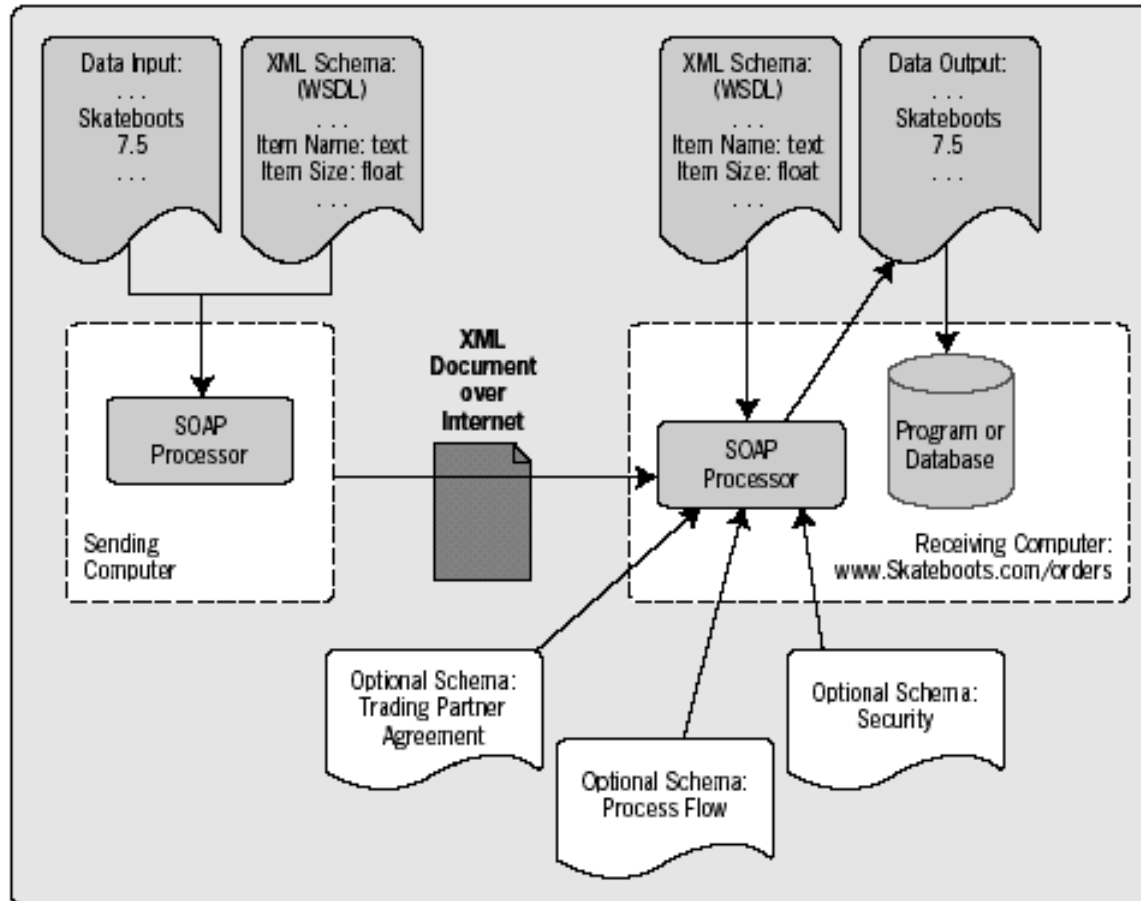 Data Input:
. . .
Skateboots
7.5
. . .
XML Schema:
(WSDL)
. . .
Item Name: text
Item Size: float
. . .
XML Schema:
(WSDL)
. . .
Item Name: text
Item Size: float
. . .
Data Output:
. . .
Skateboots
7.5
. . .
SOAP
Processor
Sending
Computer
XML
Document
over
Internet
SOAP
Processor
Program or
Database
Receiving Computer:
www.Skateboots.com/orders
Optional Schema:
Trading Partner
Agreement
Optional Schema:
Process Flow
Optional Schema:
Security